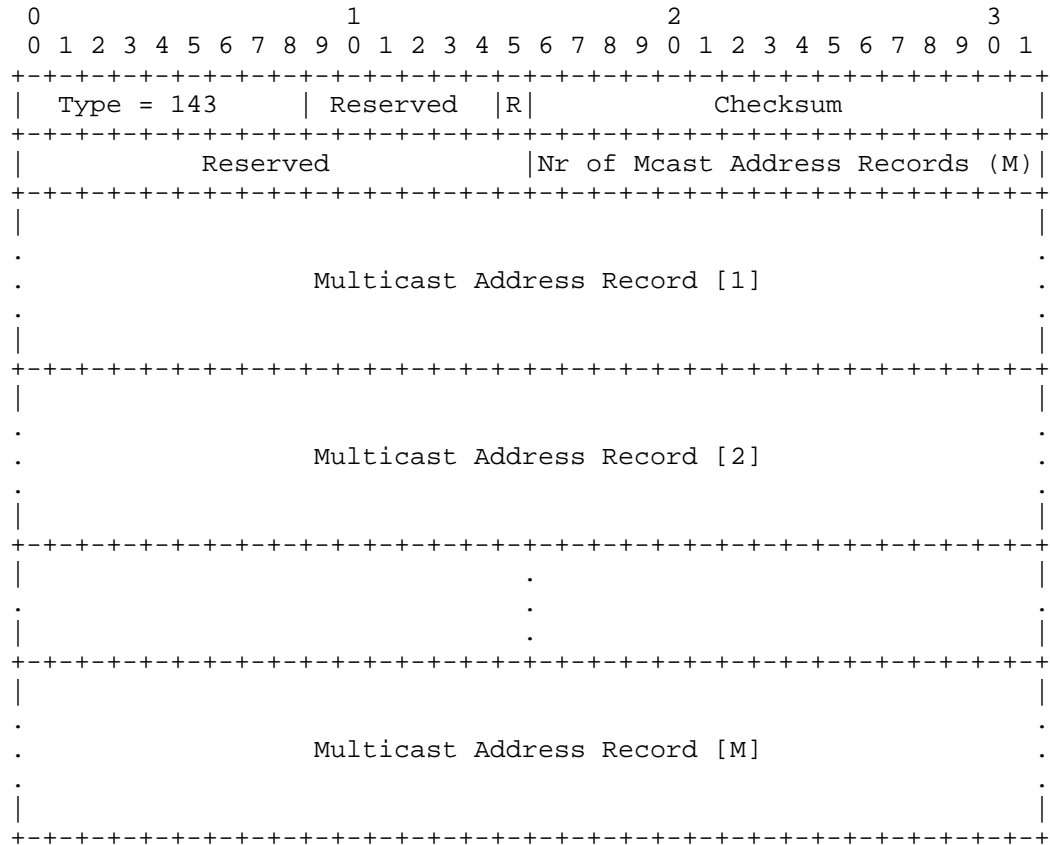 0                   1                   2                   3
 0 1 2 3 4 5 6 7 8 9 0 1 2 3 4 5 6 7 8 9 0 1 2 3 4 5 6 7 8 9 0 1
+-+-+-+-+-+-+-+-+-+-+-+-+-+-+-+-+-+-+-+-+-+-+-+-+-+-+-+-+-+-+-+-+
|  Type = 143     | Reserved  |R|           Checksum            |
+-+-+-+-+-+-+-+-+-+-+-+-+-+-+-+-+-+-+-+-+-+-+-+-+-+-+-+-+-+-+-+-+
|           Reserved            |Nr of Mcast Address Records (M)|
+-+-+-+-+-+-+-+-+-+-+-+-+-+-+-+-+-+-+-+-+-+-+-+-+-+-+-+-+-+-+-+-+
|                                                               |
.                                                               .
.                  Multicast Address Record [1]                 .
.                                                               .
|                                                               |
+-+-+-+-+-+-+-+-+-+-+-+-+-+-+-+-+-+-+-+-+-+-+-+-+-+-+-+-+-+-+-+-+
|                                                               |
.                                                               .
.                  Multicast Address Record [2]                 .
.                                                               .
|                                                               |
+-+-+-+-+-+-+-+-+-+-+-+-+-+-+-+-+-+-+-+-+-+-+-+-+-+-+-+-+-+-+-+-+
|                               .                               |
.                               .                               .
|                               .                               |
+-+-+-+-+-+-+-+-+-+-+-+-+-+-+-+-+-+-+-+-+-+-+-+-+-+-+-+-+-+-+-+-+
|                                                               |
.                                                               .
.                  Multicast Address Record [M]                 .
.                                                               .
|                                                               |
+-+-+-+-+-+-+-+-+-+-+-+-+-+-+-+-+-+-+-+-+-+-+-+-+-+-+-+-+-+-+-+-+